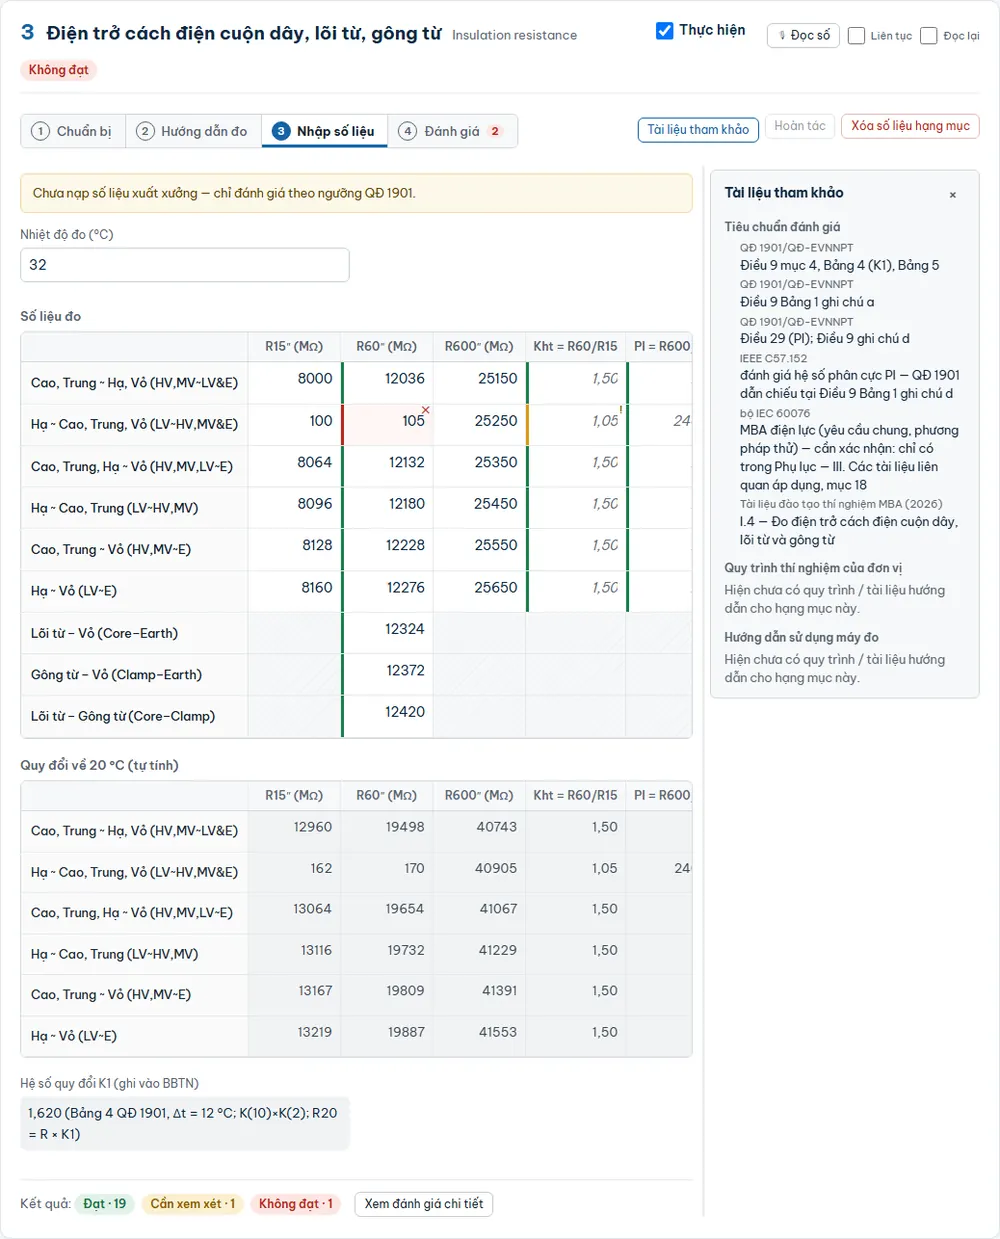 3 Điện trở cách điện cuộn dây, lõi từ, gông từ Insulation resistance
Thực hiện
Đọc số
Liên tục
Đọc lại
Không đạt
1 Chuẩn bị
2 Hướng dẫn đo
3 Nhập số liệu
4 Đánh giá 2
Tài liệu tham khảo
Hoàn tác
Xóa số liệu hạng mục
Chưa nạp số liệu xuất xưởng — chỉ đánh giá theo ngưỡng QĐ 1901.
Nhiệt độ đo (°C)
32
Số liệu đo
R15″ (MΩ) R60″ (MΩ) R600″ (MΩ) Kht = R60/R15 PI = R600
Cao, Trung ~ Hạ, Vỏ (HV,MV~LV&E) 8000 12036 25150 1,50
Hạ ~ Cao, Trung, Vỏ (LV~HV,MV&E) 100 105 × 25250 1,05 ! 24
Cao, Trung, Hạ ~ Vỏ (HV,MV,LV~E) 8064 12132 25350 1,50
Hạ ~ Cao, Trung (LV~HV,MV) 8096 12180 25450 1,50
Cao, Trung ~ Vỏ (HV,MV~E) 8128 12228 25550 1,50
Hạ ~ Vỏ (LV~E) 8160 12276 25650 1,50
Lõi từ – Vỏ (Core–Earth) 12324
Gông từ – Vỏ (Clamp–Earth) 12372
Lõi từ – Gông từ (Core–Clamp) 12420
Quy đổi về 20 °C (tự tính)
R15″ (MΩ) R60″ (MΩ) R600″ (MΩ) Kht = R60/R15 PI = R600
Cao, Trung ~ Hạ, Vỏ (HV,MV~LV&E) 12960 19498 40743 1,50
Hạ ~ Cao, Trung, Vỏ (LV~HV,MV&E) 162 170 40905 1,05 24
Cao, Trung, Hạ ~ Vỏ (HV,MV,LV~E) 13064 19654 41067 1,50
Hạ ~ Cao, Trung (LV~HV,MV) 13116 19732 41229 1,50
Cao, Trung ~ Vỏ (HV,MV~E) 13167 19809 41391 1,50
Hạ ~ Vỏ (LV~E) 13219 19887 41553 1,50
Hệ số quy đổi K1 (ghi vào BBTN)
1,620 (Bảng 4 QĐ 1901, Δt = 12 °C; K(10)×K(2); R20
= R × K1)
Kết quả: Đạt · 19 Cần xem xét · 1 Không đạt · 1 Xem đánh giá chi tiết
Tài liệu tham khảo ×
Tiêu chuẩn đánh giá
QĐ 1901/QĐ-EVNNPT
Điều 9 mục 4, Bảng 4 (K1), Bảng 5
QĐ 1901/QĐ-EVNNPT
Điều 9 Bảng 1 ghi chú a
QĐ 1901/QĐ-EVNNPT
Điều 29 (PI); Điều 9 ghi chú d
IEEE C57.152
đánh giá hệ số phân cực PI — QĐ 1901
dẫn chiếu tại Điều 9 Bảng 1 ghi chú d
bộ IEC 60076
MBA điện lực (yêu cầu chung, phương
pháp thử) — cần xác nhận: chỉ có
trong Phụ lục — III. Các tài liệu liên
quan áp dụng, mục 18
Tài liệu đào tạo thí nghiệm MBA (2026)
I.4 — Đo điện trở cách điện cuộn dây,
lõi từ và gông từ
Quy trình thí nghiệm của đơn vị
Hiện chưa có quy trình / tài liệu hướng
dẫn cho hạng mục này.
Hướng dẫn sử dụng máy đo
Hiện chưa có quy trình / tài liệu hướng
dẫn cho hạng mục này.